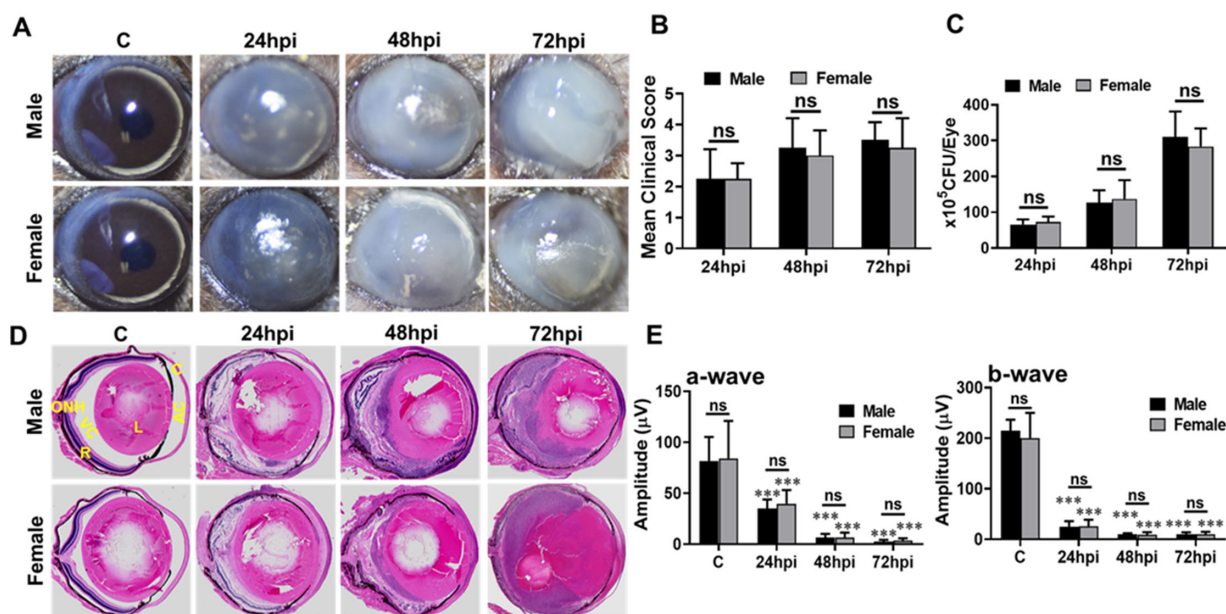 A
C 24hpi 48hpi 72hpi
Male
Female
B
Male Female
Mean Clinical Score
5
4
3
2
1
0
ns ns ns
24hpi 48hpi 72hpi
C
Male Female
x10⁵CFU/Eye
400
300
200
100
0
ns ns ns
24hpi 48hpi 72hpi
D
C 24hpi 48hpi 72hpi
Male
ONH VC R L C AC
Female
E
a-wave
Male
Female
Amplitude (µV)
150
100
50
0
ns ns ns ns
*** *** *** *** *** ***
C 24hpi 48hpi 72hpi
b-wave
Male
Female
Amplitude (µV)
300
200
100
0
ns ns ns ns
*** *** *** *** *** ***
C 24hpi 48hpi 72hpi